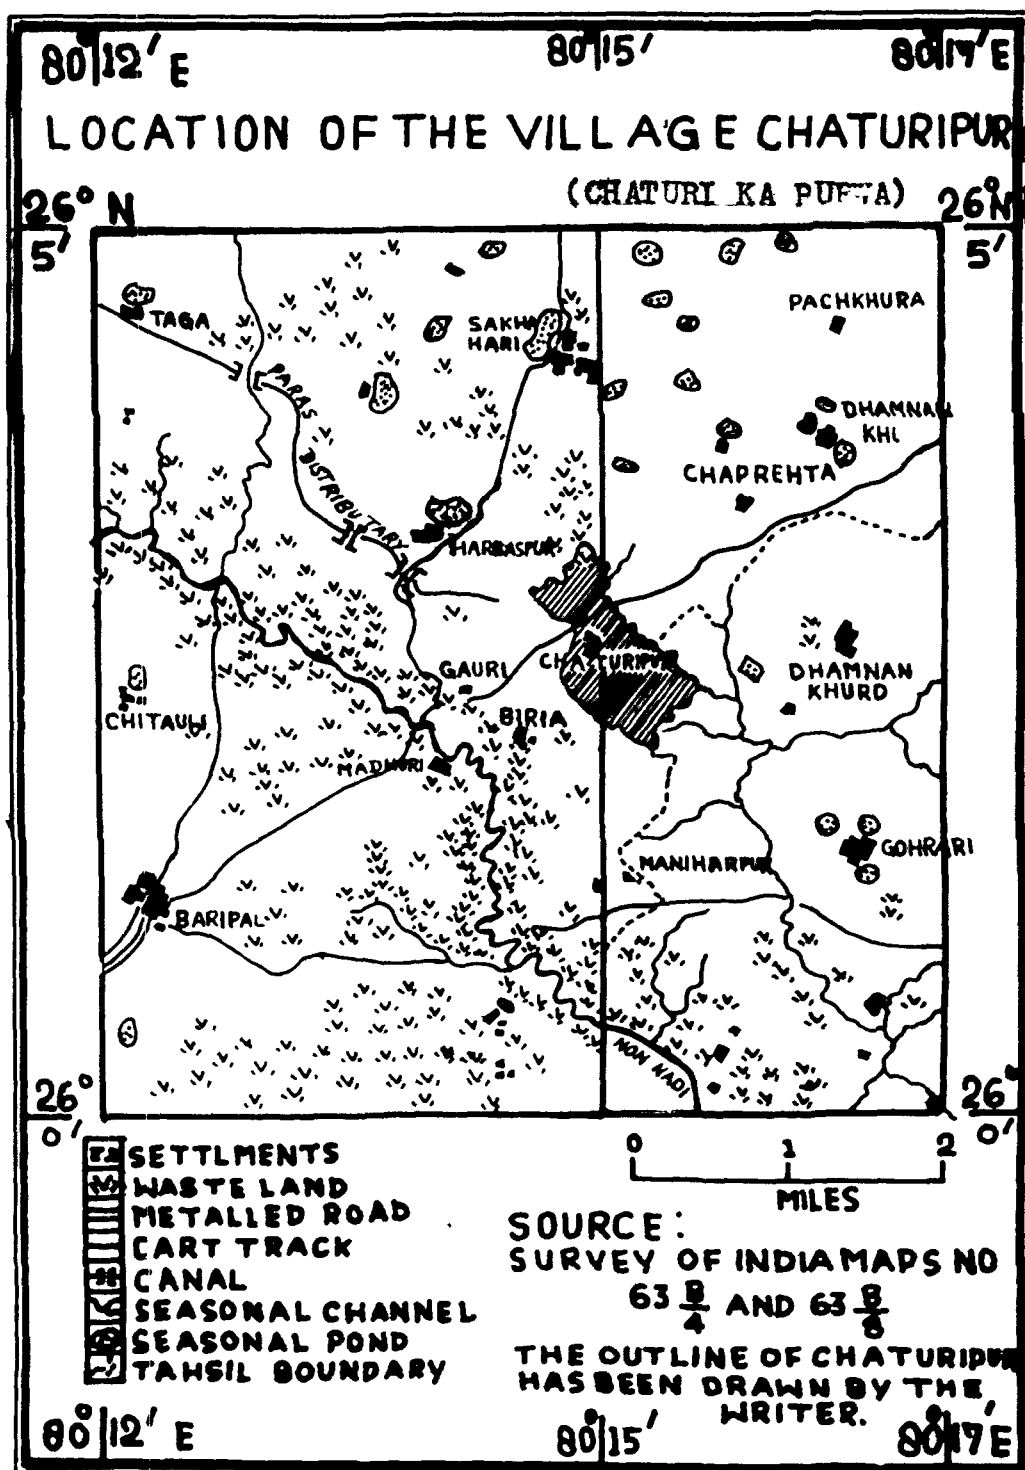 80°12' E 80°15' 80°17'E
LOCATION OF THE VILLAGE CHATURIPUR
(CHATURI KA PURWA)
26° N 26°N
5' 5'
PACHKHURA
TAGA
SAKHA
HARI
PARAS
DISTRIBUTARY
DHAMNAN
KHI
CHAPREHTA
HARBASPUR
GAURI
CHATURIPUR
DHAMNAN
KHURD
CHITAUW
BIRIA
MADHURI
GOHRARI
MANIHARPUR
BARIPAL
NON NADI
26° 26°
0' 0'
SETTLMENTS
WASTE LAND
METALLED ROAD
CART TRACK
CANAL
SEASONAL CHANNEL
SEASONAL POND
TAHSIL BOUNDARY
0 1 2
MILES
SOURCE:
SURVEY OF INDIA MAPS NO
63 B/4 AND 63 B/8
THE OUTLINE OF CHATURIPUR
HAS BEEN DRAWN BY THE
WRITER.
80°12' E 80°15' 80°17'E